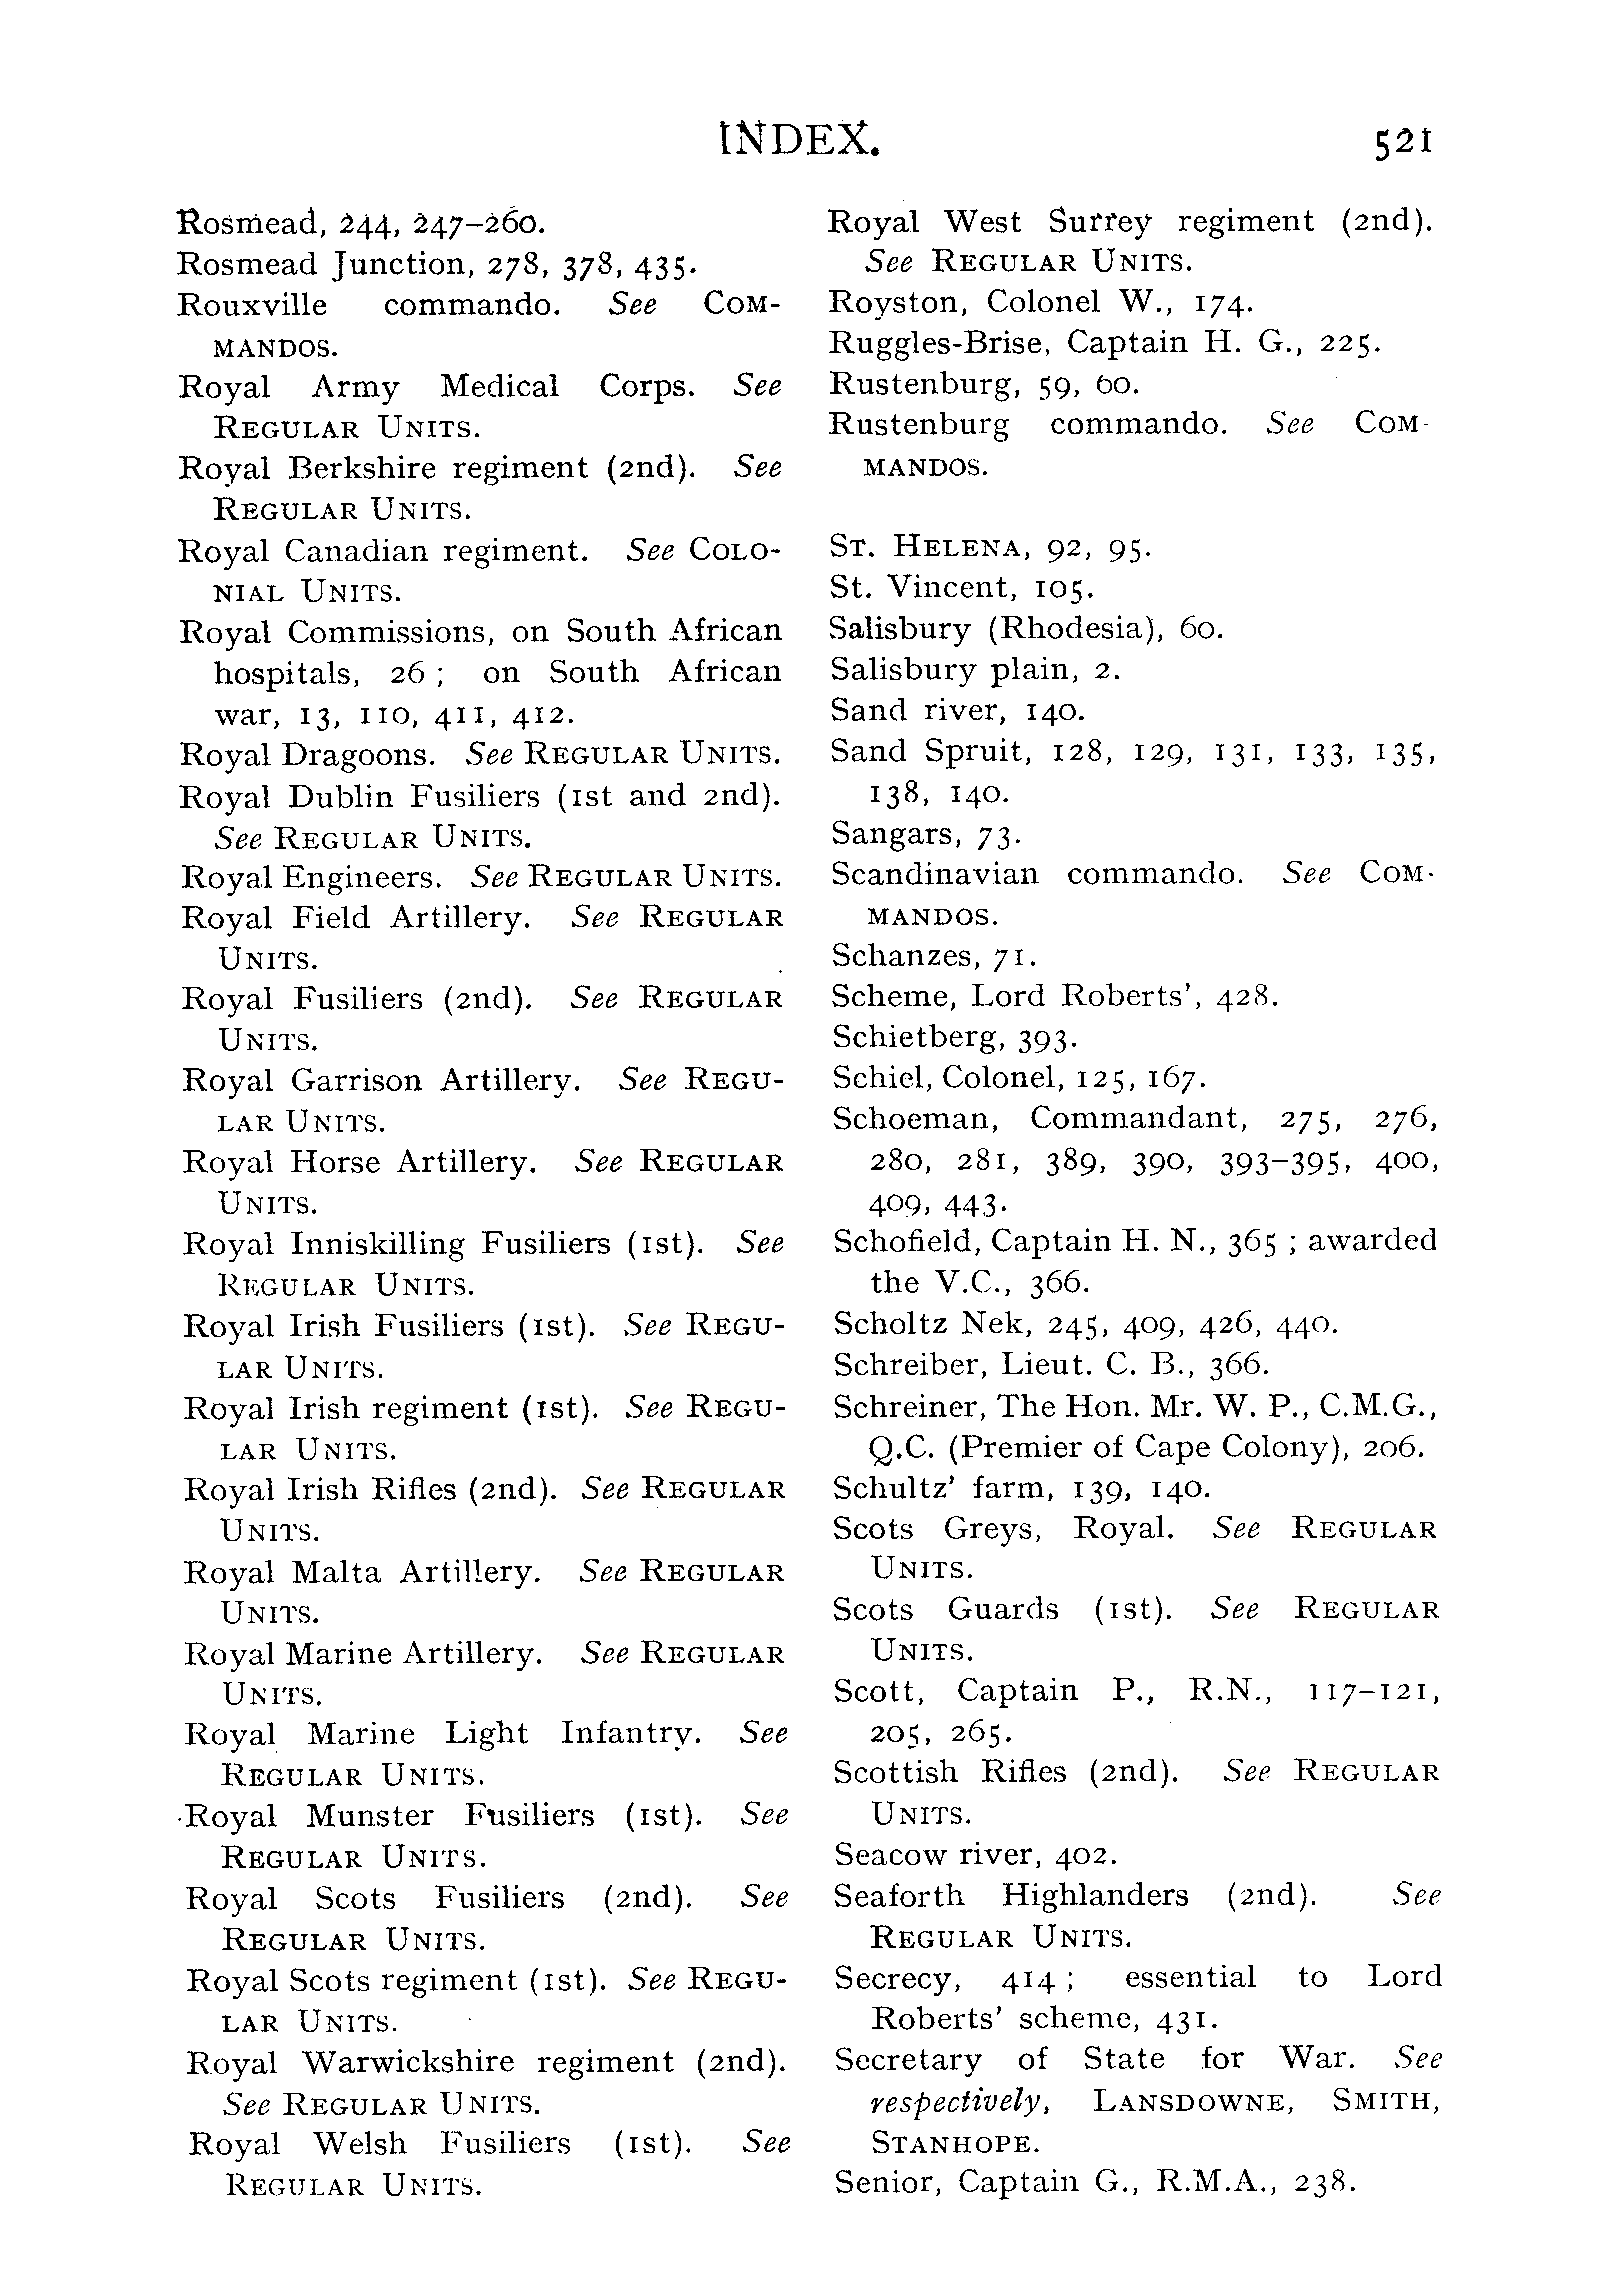 INDEX. 521
Rosmead, 244, 247–260.
Rosmead Junction, 278, 378, 435.
Rouxville commando. See COM-
MANDOS.
Royal Army Medical Corps. See
REGULAR UNITS.
Royal Berkshire regiment (2nd). See
REGULAR UNITS.
Royal Canadian regiment. See COLO-
NIAL UNITS.
Royal Commissions, on South African
hospitals, 26 ; on South African
war, 13, 110, 411, 412.
Royal Dragoons. See REGULAR UNITS.
Royal Dublin Fusiliers (1st and 2nd).
See REGULAR UNITS.
Royal Engineers. See REGULAR UNITS.
Royal Field Artillery. See REGULAR
UNITS.
Royal Fusiliers (2nd). See REGULAR
UNITS.
Royal Garrison Artillery. See REGU-
LAR UNITS.
Royal Horse Artillery. See REGULAR
UNITS.
Royal Inniskilling Fusiliers (1st). See
REGULAR UNITS.
Royal Irish Fusiliers (1st). See REGU-
LAR UNITS.
Royal Irish regiment (1st). See REGU-
LAR UNITS.
Royal Irish Rifles (2nd). See REGULAR
UNITS.
Royal Malta Artillery. See REGULAR
UNITS.
Royal Marine Artillery. See REGULAR
UNITS.
Royal Marine Light Infantry. See
REGULAR UNITS.
Royal Munster Fusiliers (1st). See
REGULAR UNITS.
Royal Scots Fusiliers (2nd). See
REGULAR UNITS.
Royal Scots regiment (1st). See REGU-
LAR UNITS.
Royal Warwickshire regiment (2nd).
See REGULAR UNITS.
Royal Welsh Fusiliers (1st). See
REGULAR UNITS.
Royal West Surrey regiment (2nd).
See REGULAR UNITS.
Royston, Colonel W., 174.
Ruggles-Brise, Captain H. G., 225.
Rustenburg, 59, 60.
Rustenburg commando. See COM-
MANDOS.
ST. HELENA, 92, 95.
St. Vincent, 105.
Salisbury (Rhodesia), 60.
Salisbury plain, 2.
Sand river, 140.
Sand Spruit, 128, 129, 131, 133, 135,
138, 140.
Sangars, 73.
Scandinavian commando. See COM-
MANDOS.
Schanzes, 71.
Scheme, Lord Roberts', 428.
Schietberg, 393.
Schiel, Colonel, 125, 167.
Schoeman, Commandant, 275, 276,
280, 281, 389, 390, 393–395, 400,
409, 443.
Schofield, Captain H. N., 365 ; awarded
the V.C., 366.
Scholtz Nek, 245, 409, 426, 440.
Schreiber, Lieut. C. B., 366.
Schreiner, The Hon. Mr. W. P., C.M.G.,
Q.C. (Premier of Cape Colony), 206.
Schultz' farm, 139, 140.
Scots Greys, Royal. See REGULAR
UNITS.
Scots Guards (1st). See REGULAR
UNITS.
Scott, Captain P., R.N., 117–121,
205, 265.
Scottish Rifles (2nd). See REGULAR
UNITS.
Seacow river, 402.
Seaforth Highlanders (2nd). See
REGULAR UNITS.
Secrecy, 414 ; essential to Lord
Roberts' scheme, 431.
Secretary of State for War. See
respectively, LANSDOWNE, SMITH,
STANHOPE.
Senior, Captain G., R.M.A., 238.